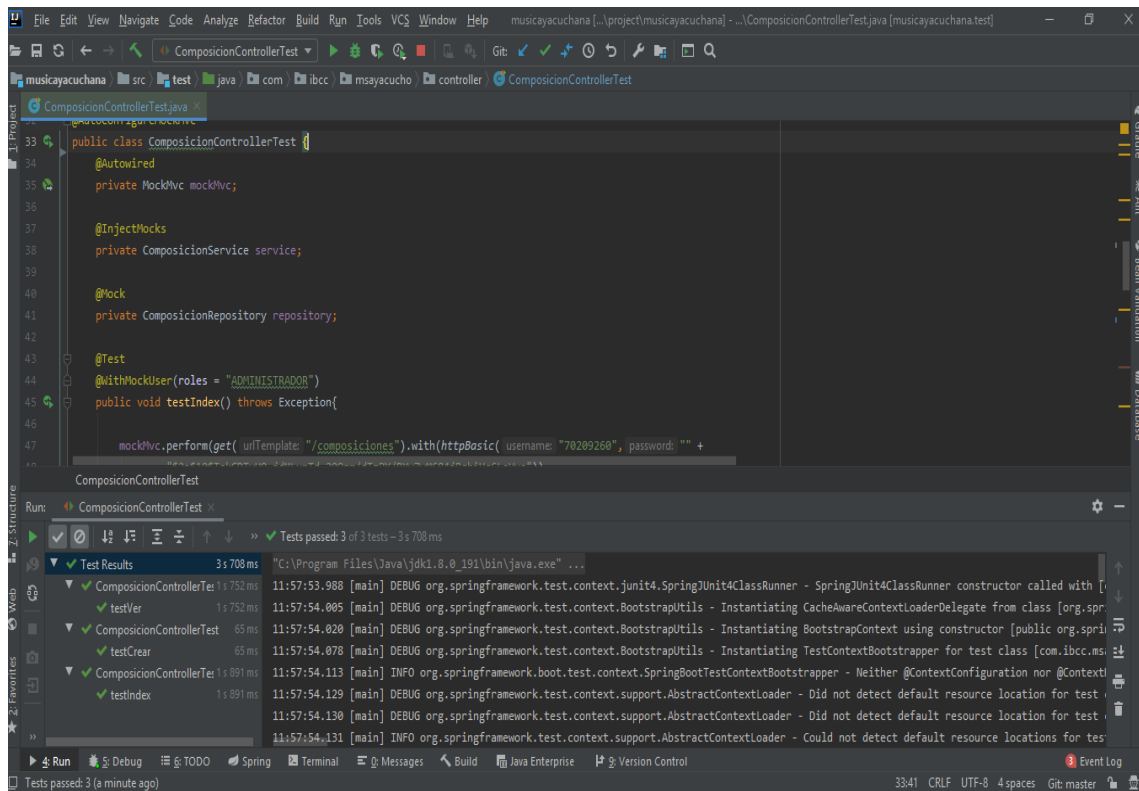 File Edit View Navigate Code Analyze Refactor Build Run Tools VCS Window Help musicayacuchana [...\project\musicayacuchana] - ...\ComposicionControllerTest.java [musicayacuchana.test]
ComposicionControllerTest Git:
musicayacuchana src test java com ibcc msayacucho controller ComposicionControllerTest
ComposicionControllerTest.java
1: Project
33 public class ComposicionControllerTest {
34 @Autowired
35 private MockMvc mockMvc;
36
37 @InjectMocks
38 private ComposicionService service;
39
40 @Mock
41 private ComposicionRepository repository;
42
43 @Test
44 @WithMockUser(roles = "ADMINISTRADOR")
45 public void testIndex() throws Exception{
46
47 mockMvc.perform(get( urlTemplate: "/composiciones").with(httpBasic( username: "70209260", password: "" +
ComposicionControllerTest
Run: ComposicionControllerTest
» Tests passed: 3 of 3 tests – 3 s 708 ms
Test Results 3 s 708 ms "C:\Program Files\Java\jdk1.8.0_191\bin\java.exe" ...
ComposicionControllerTe: 1 s 752 ms 11:57:53.988 [main] DEBUG org.springframework.test.context.junit4.SpringJUnit4ClassRunner - SpringJUnit4ClassRunner constructor called with [
testVer 1 s 752 ms 11:57:54.005 [main] DEBUG org.springframework.test.context.BootstrapUtils - Instantiating CacheAwareContextLoaderDelegate from class [org.spr
ComposicionControllerTest 65 ms 11:57:54.020 [main] DEBUG org.springframework.test.context.BootstrapUtils - Instantiating BootstrapContext using constructor [public org.spri
testCrear 65 ms 11:57:54.078 [main] DEBUG org.springframework.test.context.BootstrapUtils - Instantiating TestContextBootstrapper for test class [com.ibcc.msa
ComposicionControllerTe: 1 s 891 ms 11:57:54.113 [main] INFO org.springframework.boot.test.context.SpringBootTestContextBootstrapper - Neither @ContextConfiguration nor @Context
testIndex 1 s 891 ms 11:57:54.129 [main] DEBUG org.springframework.test.context.support.AbstractContextLoader - Did not detect default resource location for test
11:57:54.130 [main] DEBUG org.springframework.test.context.support.AbstractContextLoader - Did not detect default resource location for test
11:57:54.131 [main] INFO org.springframework.test.context.support.AbstractContextLoader - Could not detect default resource locations for tes
Z: Structure
Web
2: Favorites
4: Run 5: Debug 6: TODO Spring Terminal 0: Messages Build Java Enterprise 9: Version Control 3 Event Log
Tests passed: 3 (a minute ago) 33:41 CRLF UTF-8 4 spaces Git: master